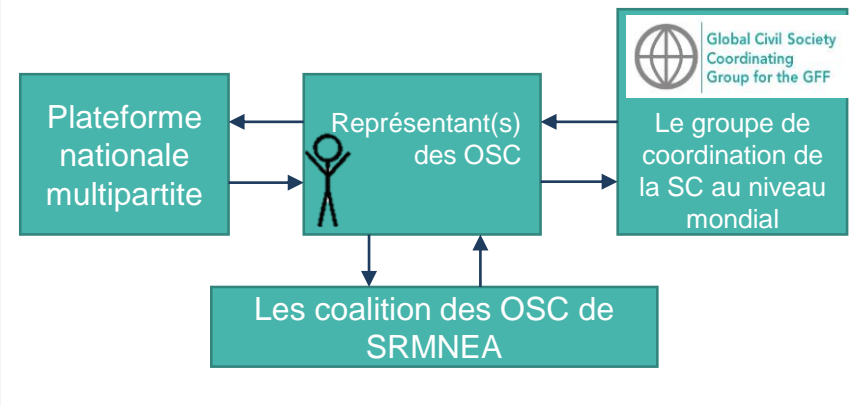 Plateforme
nationale
multipartite
Représentant(s)
des OSC
Global Civil Society
Coordinating
Group for the GFF
Le groupe de
coordination de
la SC au niveau
mondial
Les coalition des OSC de
SRMNEA